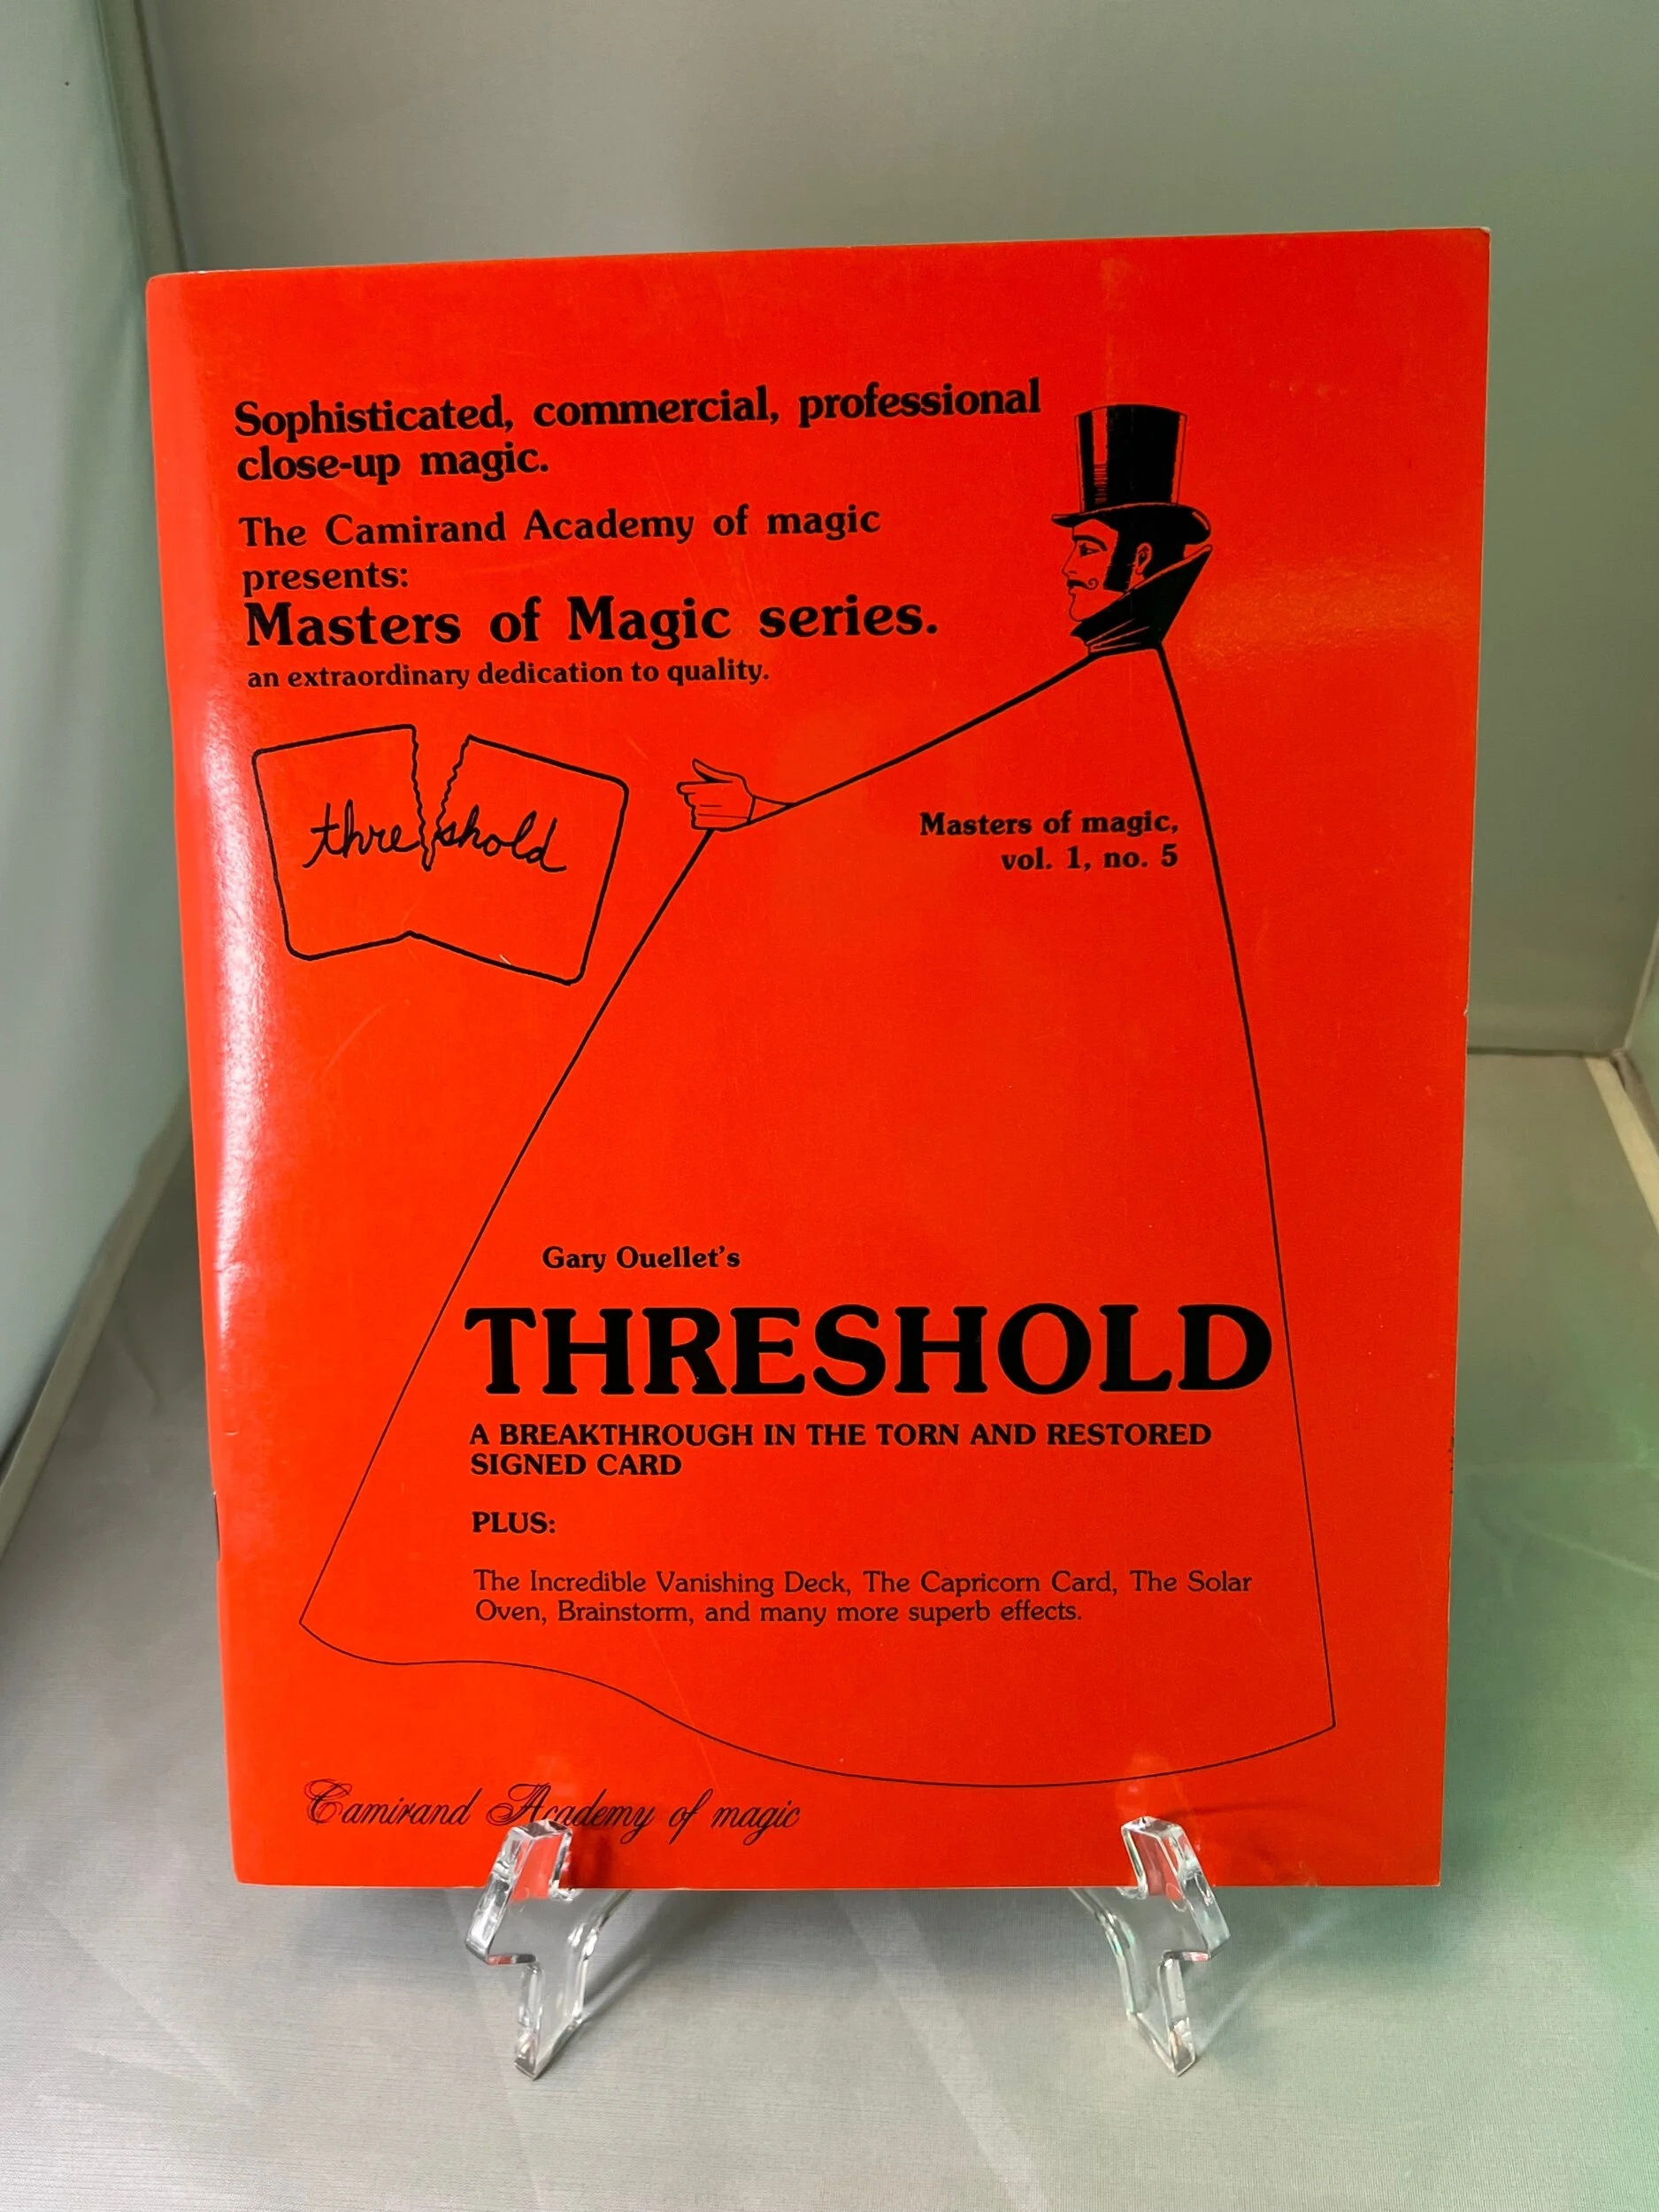 Sophisticated, commercial, professional
close-up magic.
The Camirand Academy of magic
presents:
Masters of Magic series.
an extraordinary dedication to quality.
threshold
Masters of magic,
vol. 1, no. 5
Gary Ouellet's
THRESHOLD
A BREAKTHROUGH IN THE TORN AND RESTORED
SIGNED CARD
PLUS:
The Incredible Vanishing Deck, The Capricorn Card, The Solar
Oven, Brainstorm, and many more superb effects.
Camirand Academy of magic